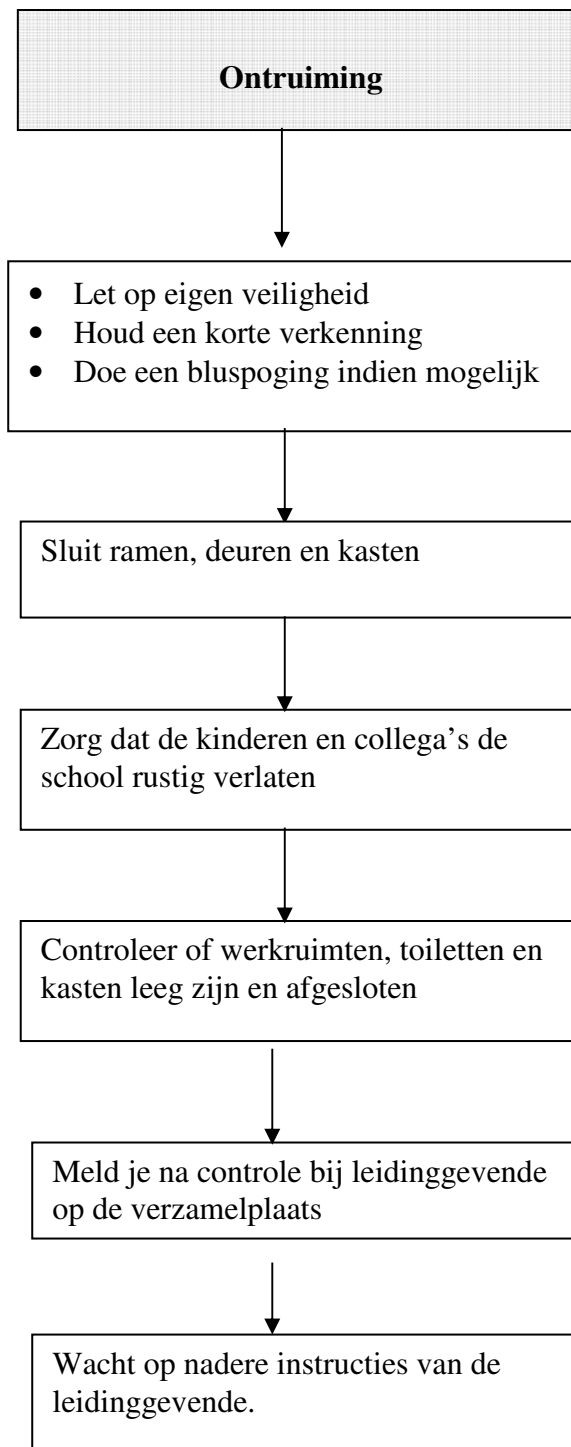 Ontruiming
• Let op eigen veiligheid
• Houd een korte verkenning
• Doe een bluspoging indien mogelijk
Sluit ramen, deuren en kasten
Zorg dat de kinderen en collega’s de
school rustig verlaten
Controleer of werkruimten, toiletten en
kasten leeg zijn en afgesloten
Meld je na controle bij leidinggevende
op de verzamelplaats
Wacht op nadere instructies van de
leidinggevende.